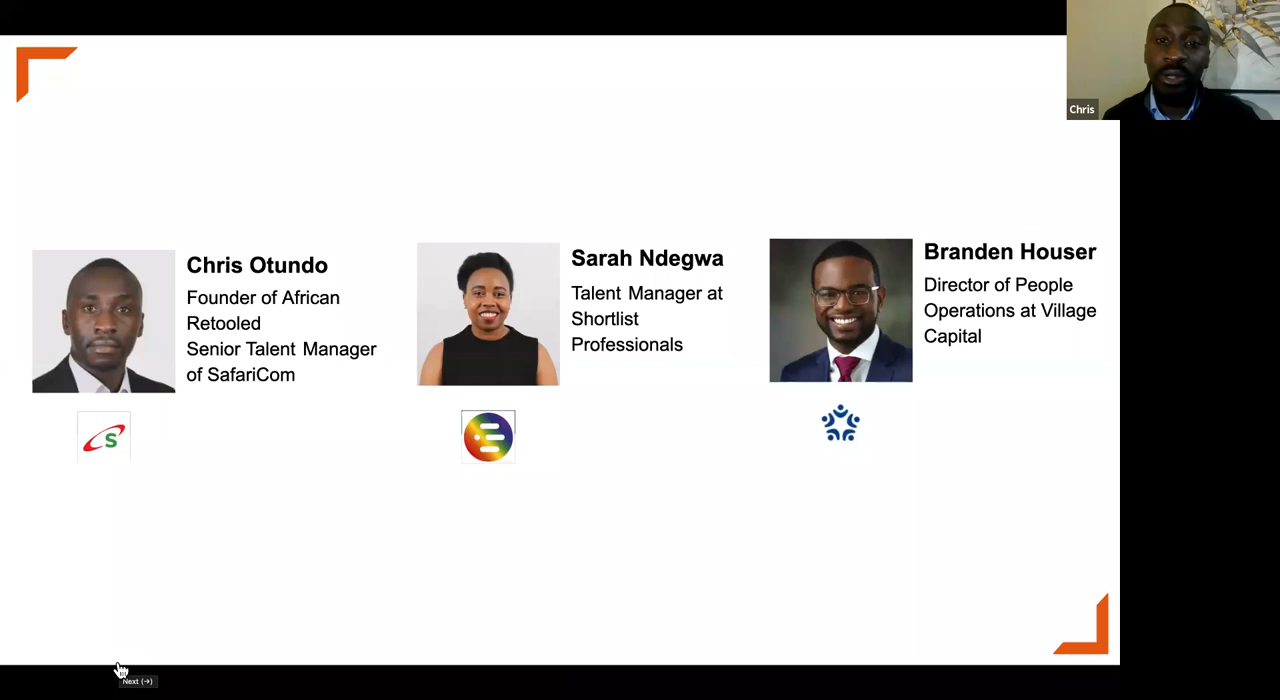 Chris
Chris Otundo
Founder of African
Retooled
Senior Talent Manager
of SafariCom
S
Sarah Ndegwa
Talent Manager at
Shortlist
Professionals
Branden Houser
Director of People
Operations at Village
Capital
Next (→)